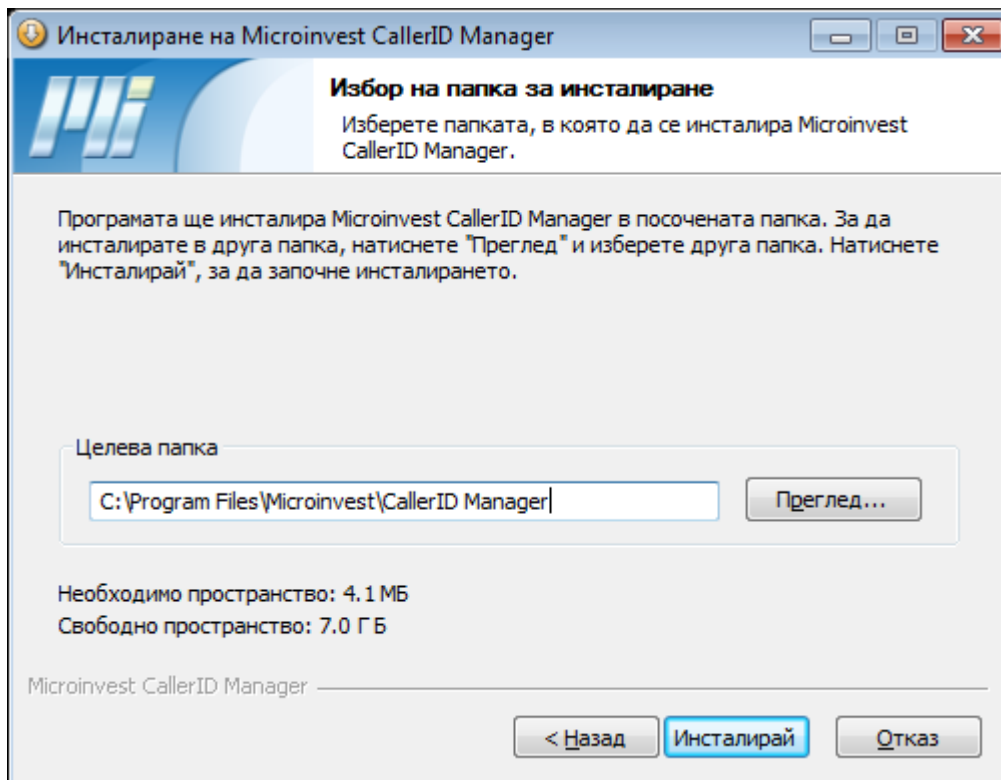 Инсталиране на Microinvest CallerID Manager
Mi
Избор на папка за инсталиране
Изберете папката, в която да се инсталира Microinvest
CallerID Manager.
Програмата ще инсталира Microinvest CallerID Manager в посочената папка. За да
инсталирате в друга папка, натиснете "Преглед" и изберете друга папка. Натиснете
"Инсталирай", за да започне инсталирането.
Целева папка
C:\Program Files\Microinvest\CallerID Manager
Преглед...
Необходимо пространство: 4.1 МБ
Свободно пространство: 7.0 ГБ
Microinvest CallerID Manager
< Назад Инсталирай Отказ